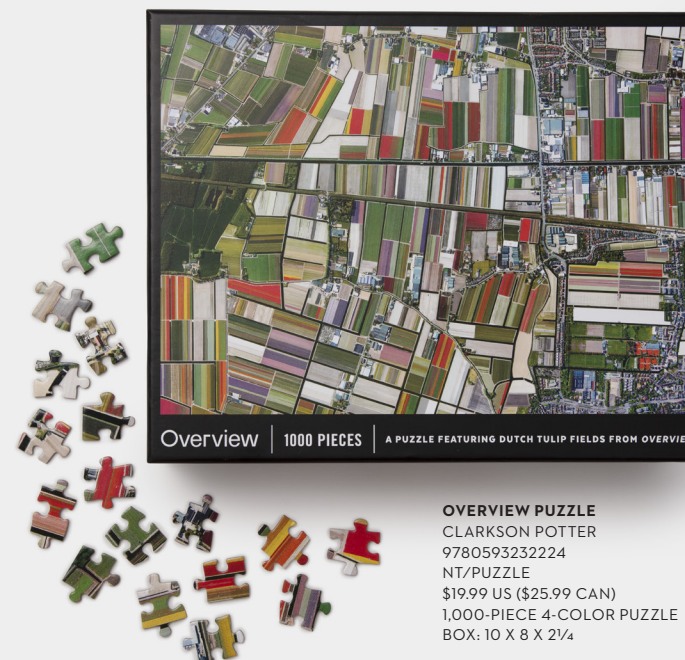 Overview | 1000 PIECES | A PUZZLE FEATURING DUTCH TULIP FIELDS FROM
OVERVIEW PUZZLE
CLARKSON POTTER
9780593232224
NT/PUZZLE
$19.99 US ($25.99 CAN)
1,000-PIECE 4-COLOR PUZZLE
BOX: 10 X 8 X 2¼